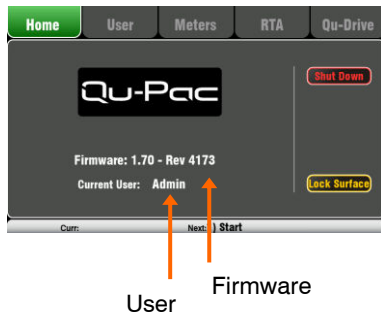 Home User Meters RTA Qu-Drive
Qu-Pac
Shut Down
Firmware: 1.70 - Rev 4173
Current User: Admin
Lock Surface
Curr: Next: ) Start
Firmware
User